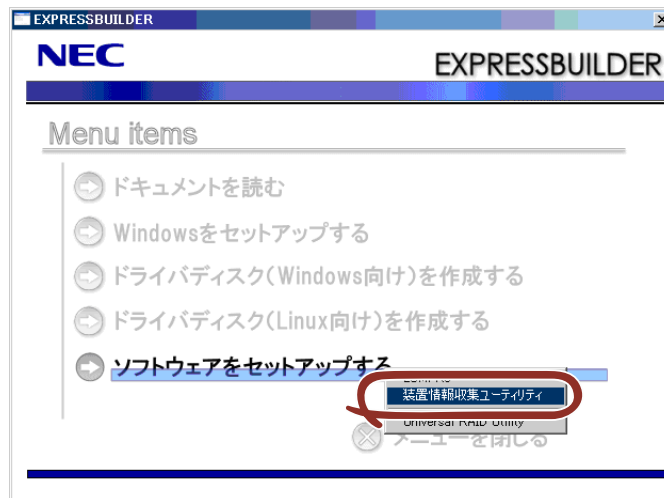 EXPRESSBUILDER
NEC
EXPRESSBUILDER
Menu items
ドキュメントを読む
Windowsをセットアップする
ドライバディスク(Windows向け)を作成する
ドライバディスク(Linux向け)を作成する
ソフトウェアをセットアップする
装置情報収集ユーティリティ
Universal RAID Utility
メニューを閉じる